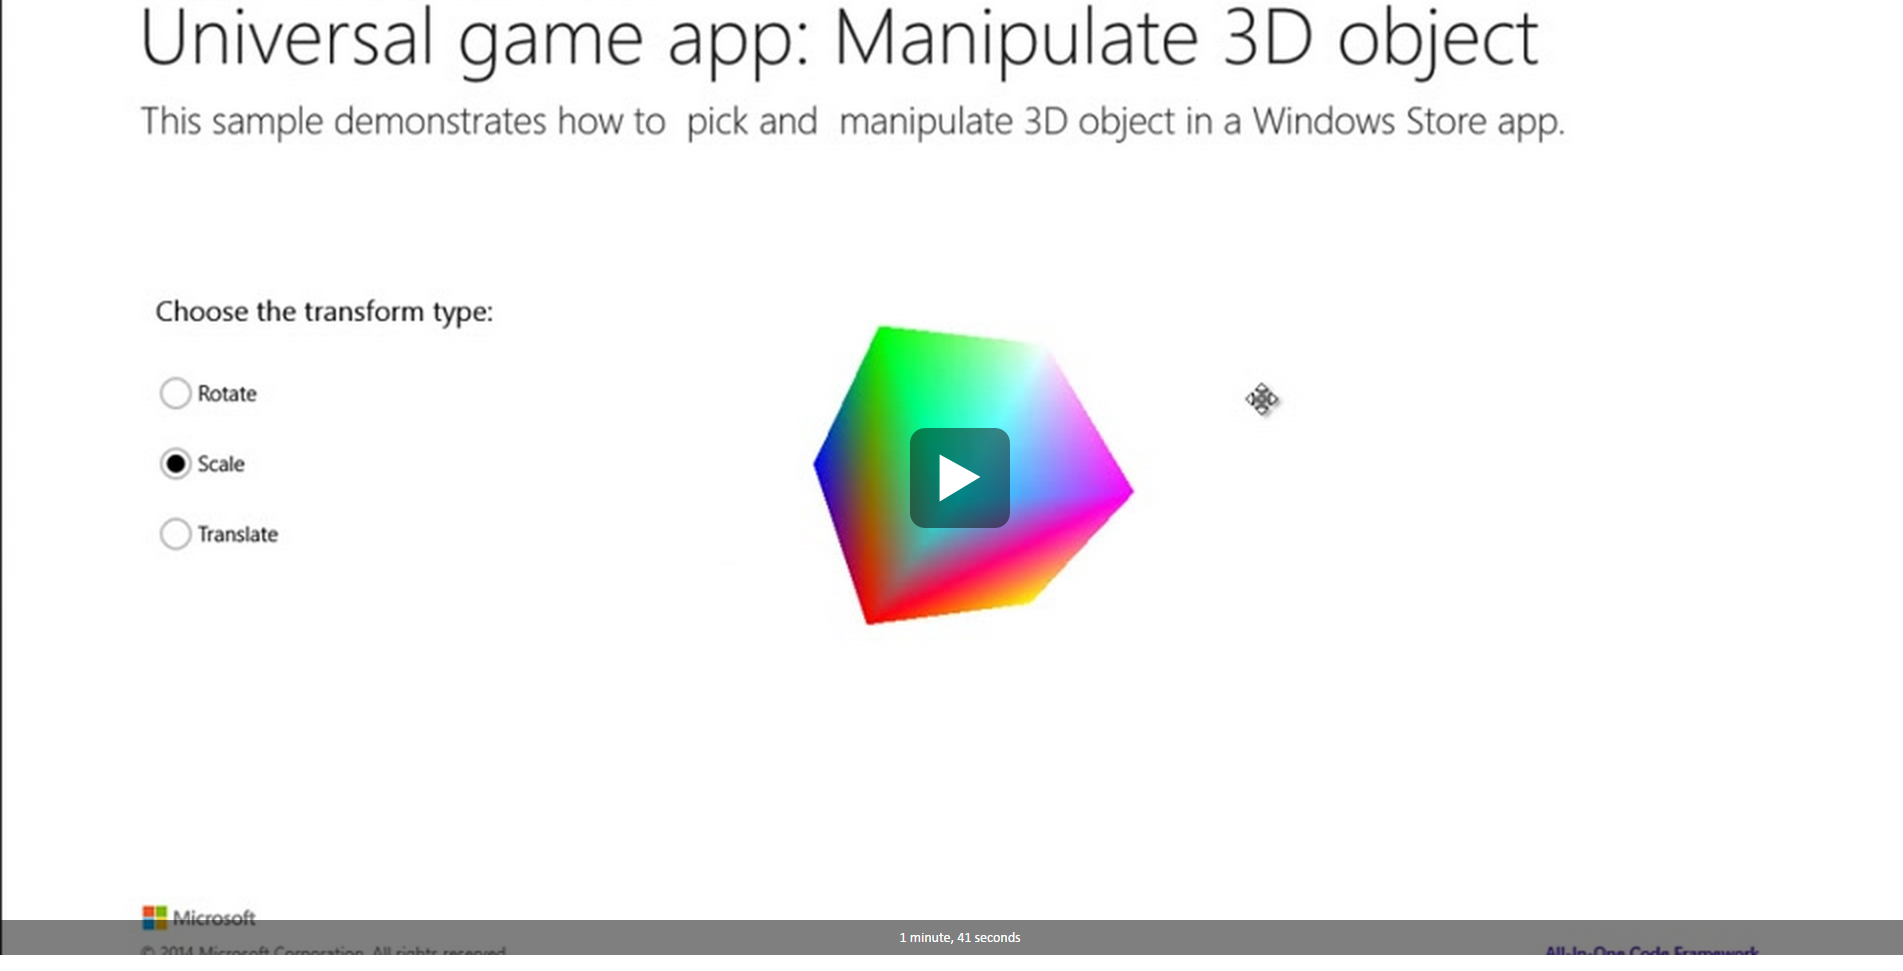 Universal game app: Manipulate 3D object
This sample demonstrates how to  pick and  manipulate 3D object in a Windows Store app.
Choose the transform type:
Rotate
Scale
Translate
Microsoft
1 minute, 41 seconds
© 2014 Microsoft Corporation. All rights reserved.
All-In-One Code Framework